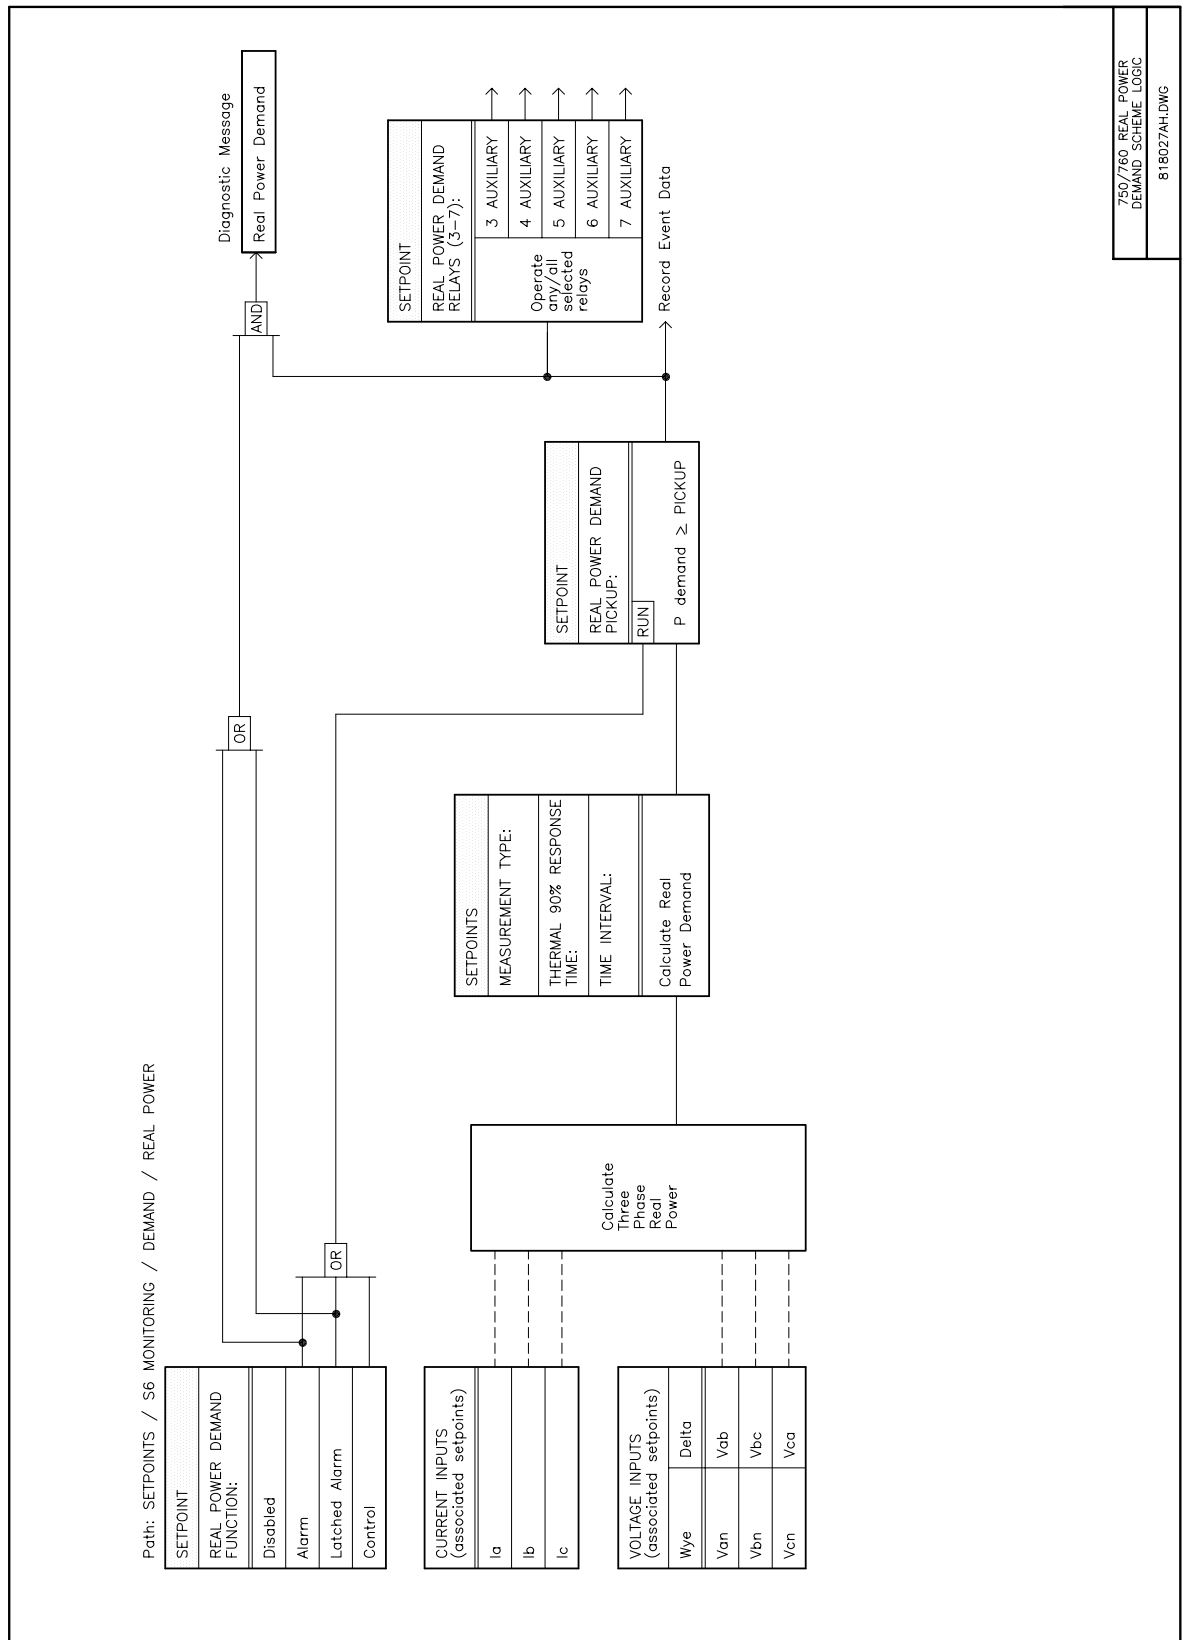 Path: SETPOINTS / S6 MONITORING / DEMAND / REAL POWER
SETPOINT
REAL POWER DEMAND
FUNCTION:
Disabled
Alarm
Latched Alarm
Control
OR
OR
AND
Diagnostic Message
Real Power Demand
CURRENT INPUTS
(associated setpoints)
Ia
Ib
Ic
VOLTAGE INPUTS
(associated setpoints)
Wye
Delta
Van
Vab
Vbn
Vbc
Vcn
Vca
Calculate
Three
Phase
Real
Power
SETPOINTS
MEASUREMENT TYPE:
THERMAL 90% RESPONSE
TIME:
TIME INTERVAL:
Calculate Real
Power Demand
SETPOINT
REAL POWER DEMAND
PICKUP:
RUN
P demand ≥ PICKUP
SETPOINT
REAL POWER DEMAND
RELAYS (3–7):
Operate
any/all
selected
relays
3 AUXILIARY
4 AUXILIARY
5 AUXILIARY
6 AUXILIARY
7 AUXILIARY
Record Event Data
750/760 REAL POWER
DEMAND SCHEME LOGIC
818027AH.DWG